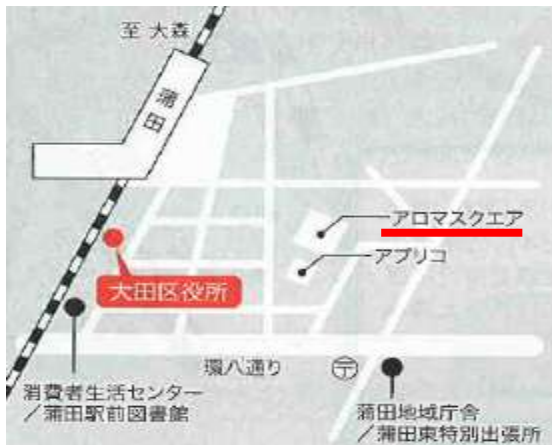 至 大森
蒲田
アロマスクエア
アプリコ
大田区役所
環八通り
〒
消費者生活センター
／蒲田駅前図書館
蒲田地域庁舎
／蒲田東特別出張所